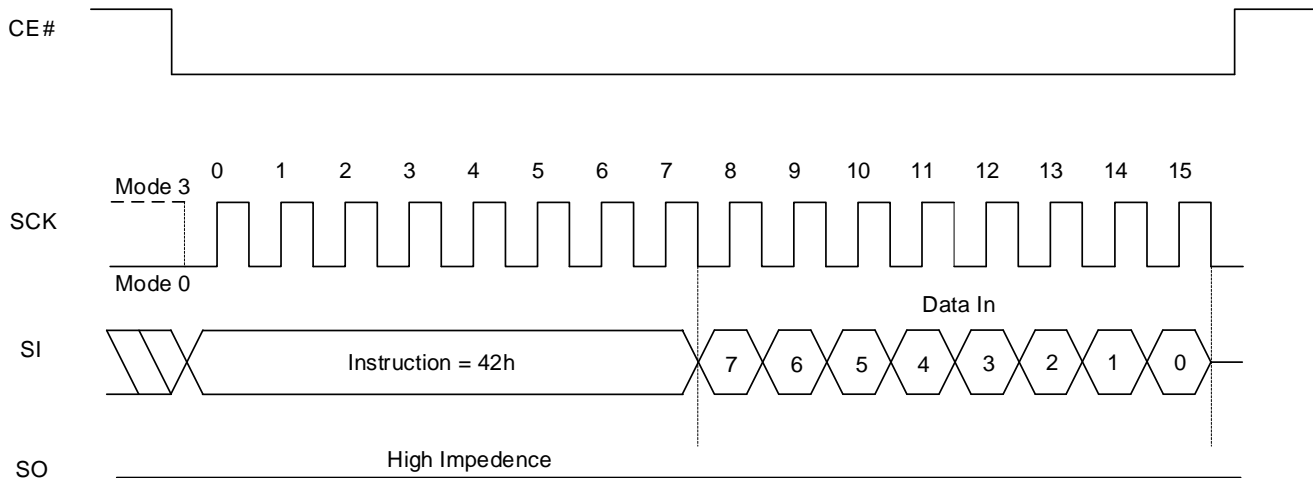 CE#
0 1 2 3 4 5 6 7 8 9 10 11 12 13 14 15
Mode 3
SCK
Mode 0
Data In
SI
Instruction = 42h
7 6 5 4 3 2 1 0
High Impedence
SO